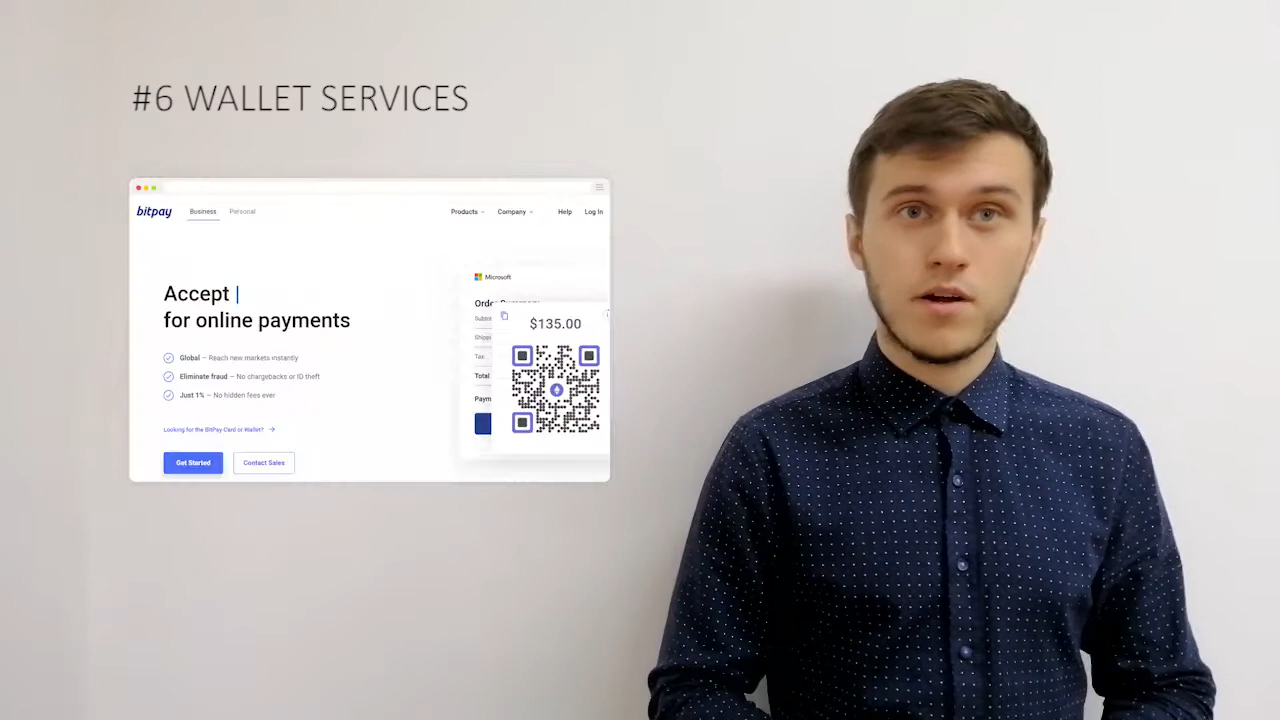 #6 WALLET SERVICES
bitpay Business Personal Products Company Help Log In
Accept
for online payments
Global – Reach new markets instantly
Eliminate fraud – No chargebacks or ID theft
Just 1% – No hidden fees ever
Looking for the BitPay Card or Wallet?
Get Started Contact Sales
Microsoft
$135.00
Tax
Total